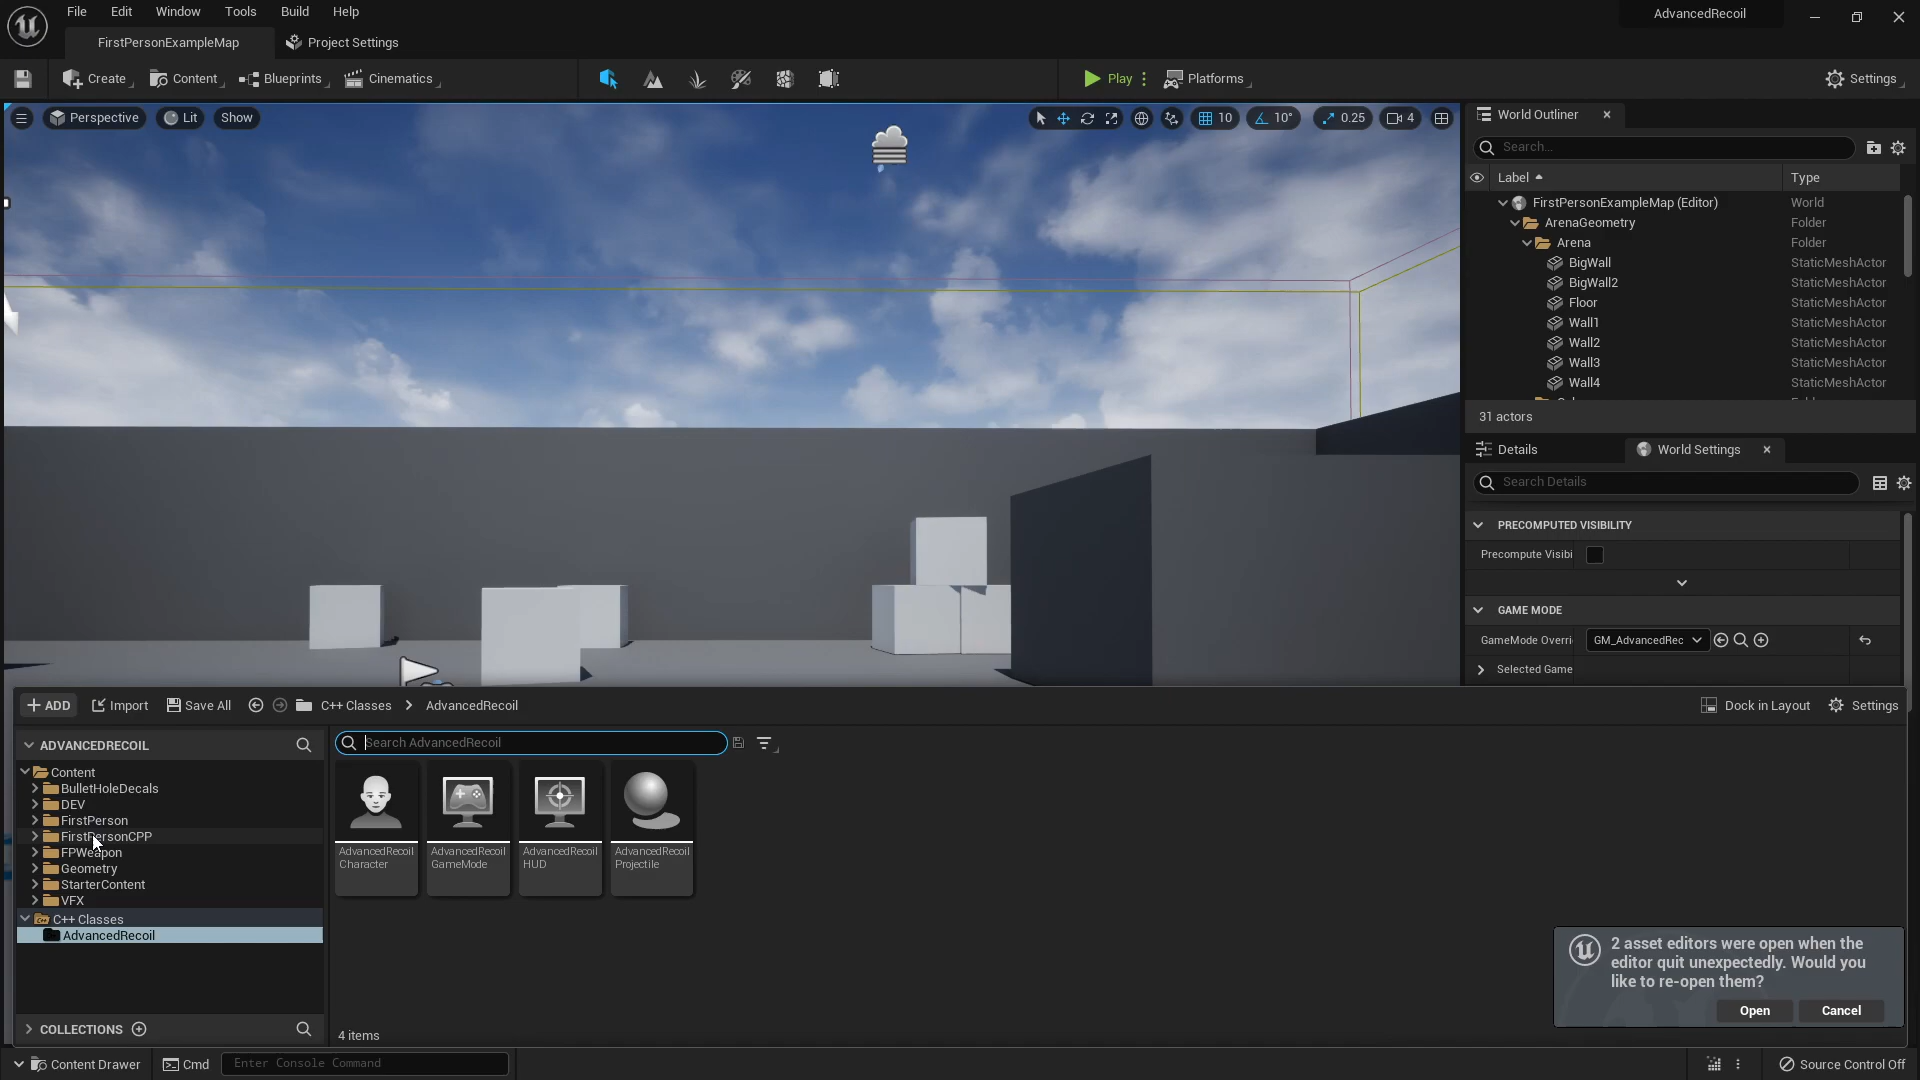 File Edit Window Tools Build Help
AdvancedRecoil
FirstPersonExampleMap
Project Settings
Create
Content
Blueprints
Cinematics
Play
Platforms
Settings
Perspective
Lit
Show
10
10°
0.25
4
World Outliner
Search...
Label
Type
FirstPersonExampleMap (Editor) World
ArenaGeometry Folder
Arena Folder
BigWall StaticMeshActor
BigWall2 StaticMeshActor
Floor StaticMeshActor
Wall1 StaticMeshActor
Wall2 StaticMeshActor
Wall3 StaticMeshActor
Wall4 StaticMeshActor
31 actors
Details
World Settings
Search Details
PRECOMPUTED VISIBILITY
Precompute Visibi
GAME MODE
GameMode Overri
GM_AdvancedRec
Selected Game
ADD
Import
Save All
C++ Classes
AdvancedRecoil
Dock in Layout
Settings
ADVANCEDRECOIL
Content
BulletHoleDecals
DEV
FirstPerson
FirstPersonCPP
FPWeapon
Geometry
StarterContent
VFX
C++ Classes
AdvancedRecoil
COLLECTIONS
Search AdvancedRecoil
AdvancedRecoil
Character
AdvancedRecoil
GameMode
AdvancedRecoil
HUD
AdvancedRecoil
Projectile
4 items
2 asset editors were open when the
editor quit unexpectedly. Would you
like to re-open them?
Open
Cancel
Content Drawer
Cmd
Enter Console Command
Source Control Off